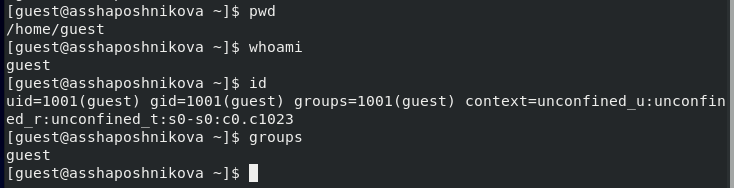 [guest@asshaposhnikova ~]$ pwd
/home/guest
[guest@asshaposhnikova ~]$ whoami
guest
[guest@asshaposhnikova ~]$ id
uid=1001(guest) gid=1001(guest) groups=1001(guest) context=unconfined_u:unconfin
ed_r:unconfined_t:s0-s0:c0.c1023
[guest@asshaposhnikova ~]$ groups
guest
[guest@asshaposhnikova ~]$